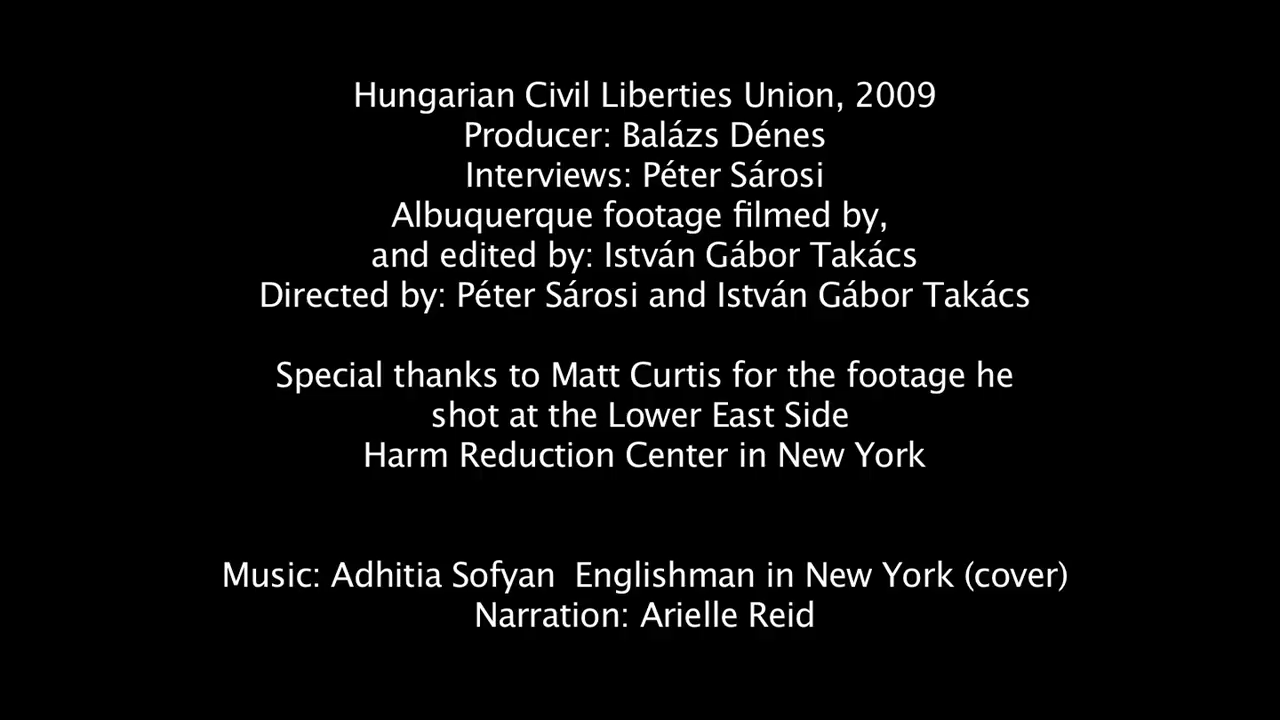 Hungarian Civil Liberties Union, 2009
Producer: Balázs Dénes
Interviews: Péter Sárosi
Albuquerque footage filmed by,
and edited by: István Gábor Takács
Directed by: Péter Sárosi and István Gábor Takács
Special thanks to Matt Curtis for the footage he
shot at the Lower East Side
Harm Reduction Center in New York
Music: Adhitia Sofyan  Englishman in New York (cover)
Narration: Arielle Reid